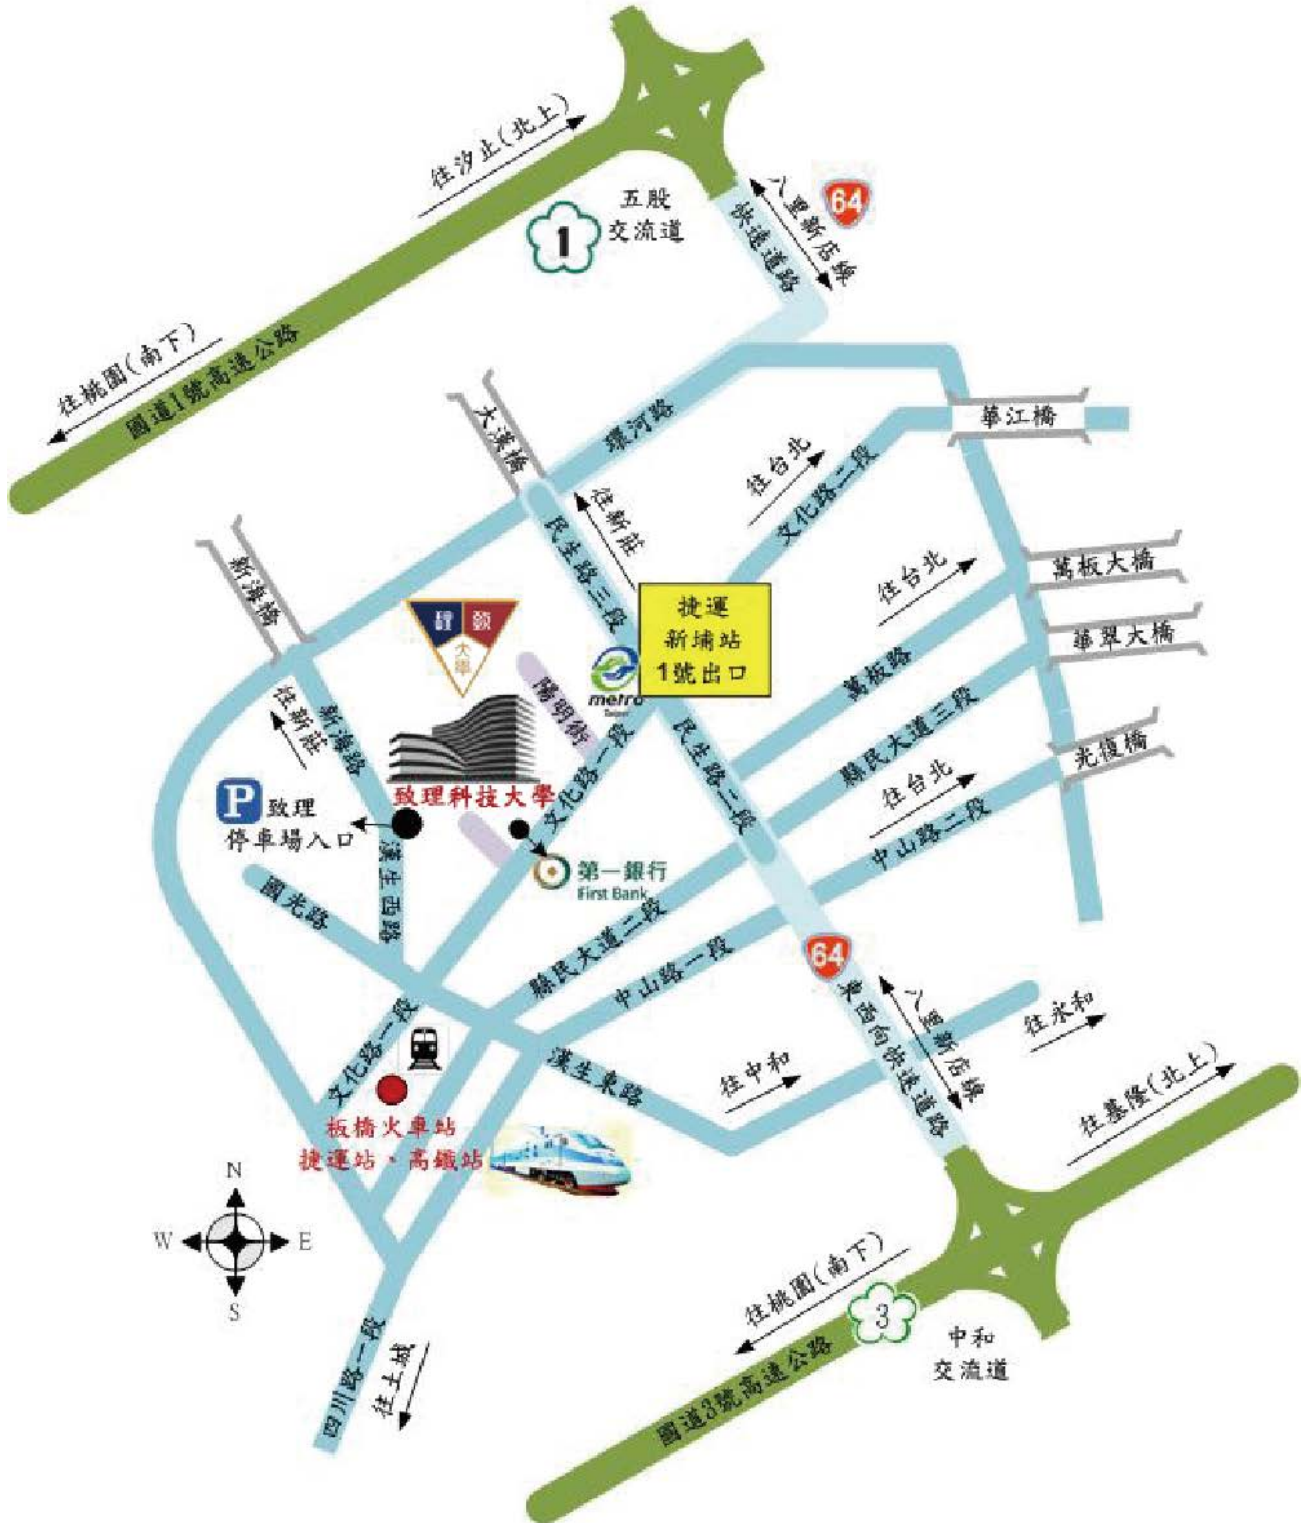 往汐止(北上)
五股
交流道
1
64
八里新店線
快速道路
往桃園(南下)
國道1號高速公路
大漢橋
環河路
華江橋
往台北
文化路二段
往新莊
民生路三段
新海橋
捷運
新埔站
1號出口
往台北
萬板大橋
華翠大橋
萬板路
致理
大學
metro
Taipei
陽明街
往新莊
新海路
民生路二段
縣民大道三段
光復橋
往台北
P
致理
停車場入口
致理科技大學
文化路一段
中山路二段
漢生西路
第一銀行
First Bank
國光路
縣民大道二段
中山路一段
64
東西向快速道路
八里新店線
往永和
文化路一段
漢生東路
往中和
往基隆(北上)
板橋火車站
捷運站、高鐵站
N
W
E
S
往桃園(南下)
3
中和
交流道
國道3號高速公路
四川路一段
往土城